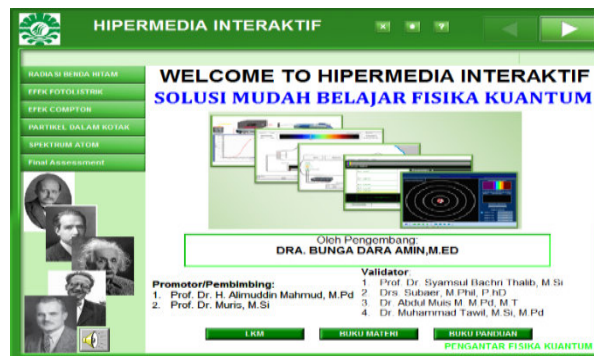 HIPERMEDIA INTERAKTIF
RADIASI BENDA HITAM
EFEK FOTOLISTRIK
EFEK COMPTON
PARTIKEL DALAM KOTAK
SPEKTRUM ATOM
Final Assessment
WELCOME TO HIPERMEDIA INTERAKTIF
SOLUSI MUDAH BELAJAR FISIKA KUANTUM
Oleh Pengembang:
DRA. BUNGA DARA AMIN,M.ED
Promotor/Pembimbing:
1. Prof. Dr. H. Alimuddin Mahmud, M.Pd
2. Prof. Dr. Muris, M.Si
Validator:
1. Prof. Dr. Syamsul Bachri Thalib, M.Si
2. Drs. Subaer, M.Phil, P.hD
3. Dr. Abdul Muis M. M.Pd, M.T
4. Dr. Muhammad Tawil, M.Si, M.Pd
LKM
BUKU MATERI
BUKU PANDUAN
PENGANTAR FISIKA KUANTUM